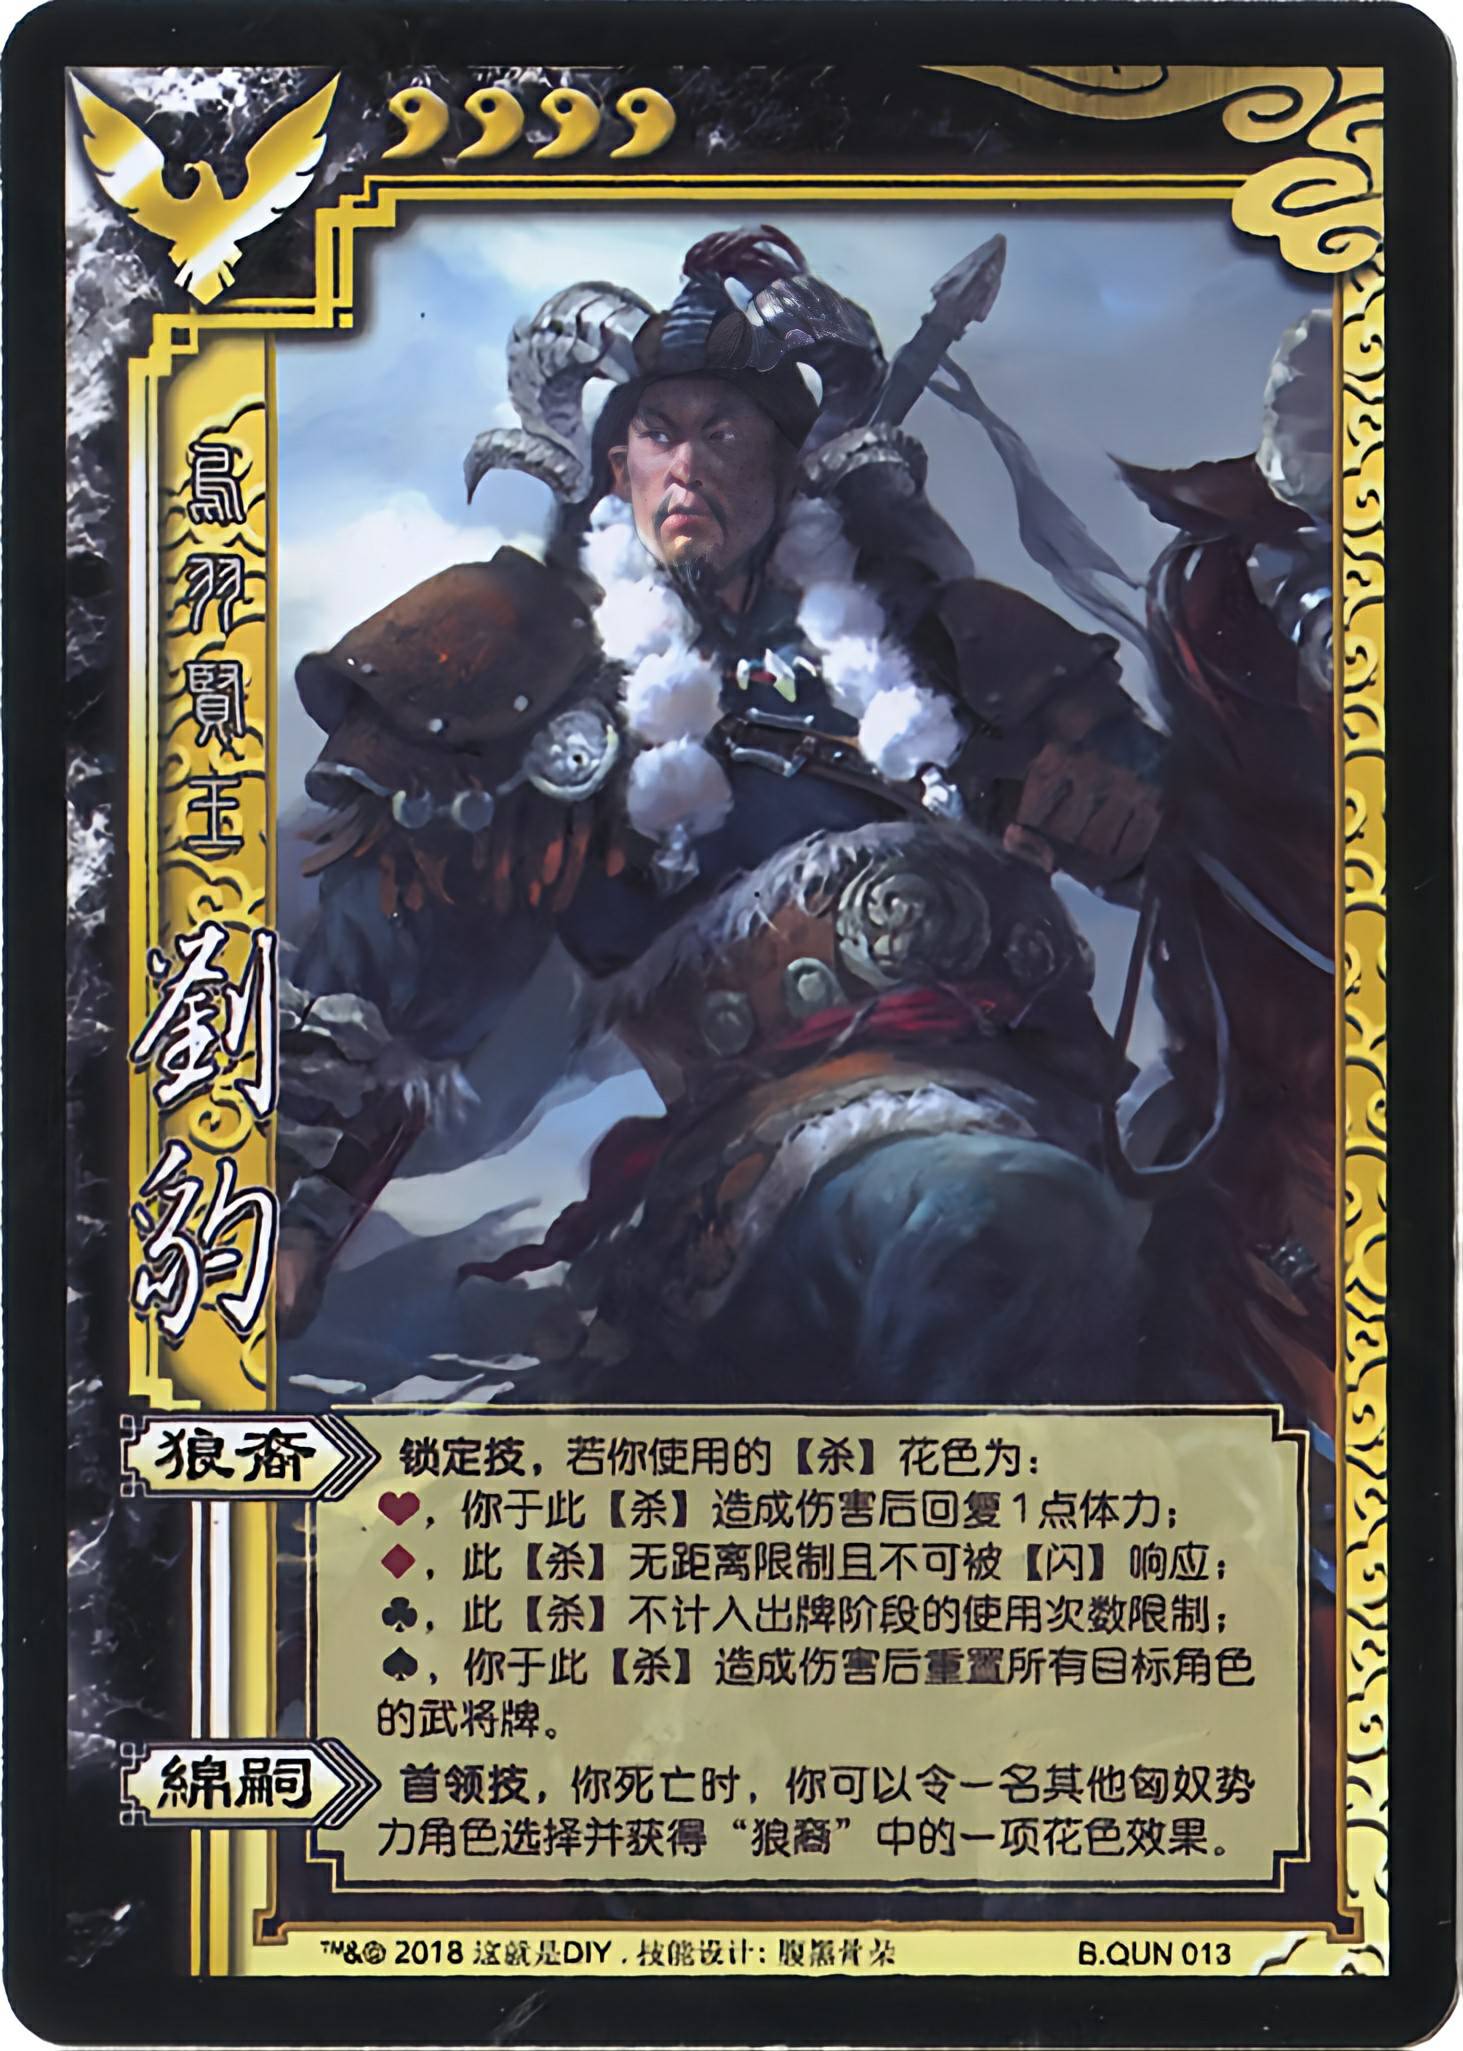 烏羽賢王
劉豹
狼裔
锁定技，若你使用的【杀】花色为：
♥，你于此【杀】造成伤害后回复1点体力；
♦，此【杀】无距离限制且不可被【闪】响应；
♣，此【杀】不计入出牌阶段的使用次数限制；
♠，你于此【杀】造成伤害后重置所有目标角色
的武将牌。
綿嗣
首领技，你死亡时，你可以令一名其他匈奴势
力角色选择并获得“狼裔”中的一项花色效果。
™&© 2018 这就是DIY．技能设计：腹黑骨朵
B.QUN 013